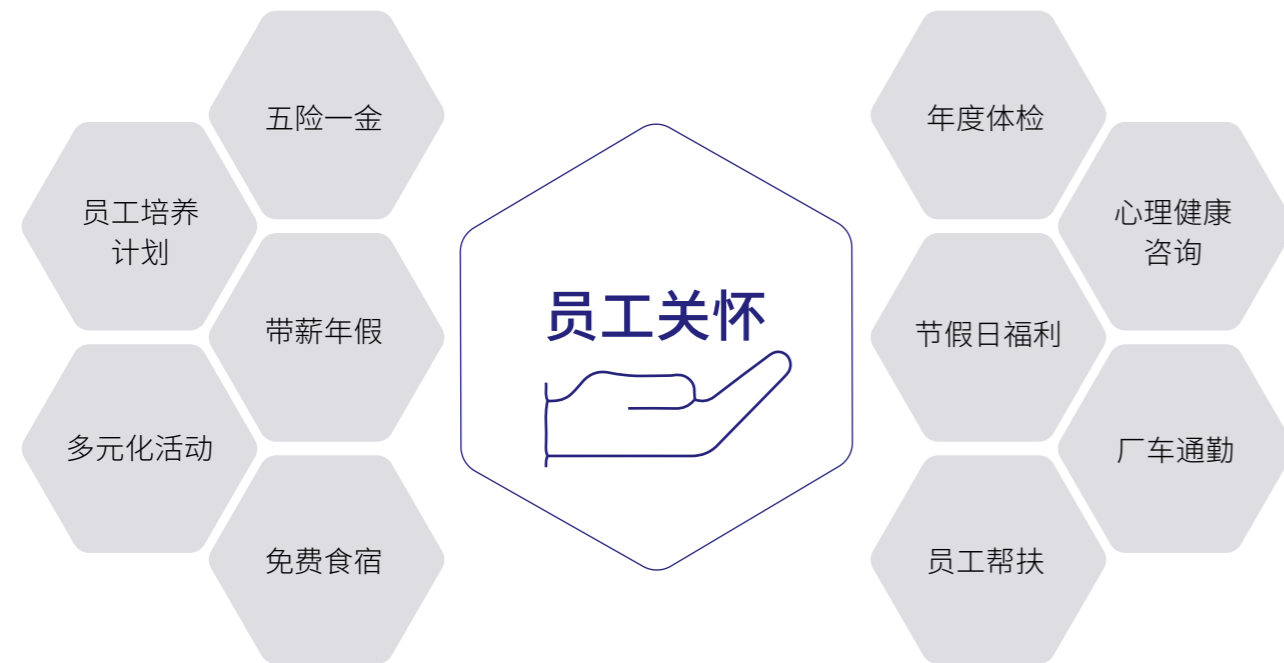 五险一金
员工培养
计划
带薪年假
多元化活动
免费食宿
员工关怀
年度体检
心理健康
咨询
节假日福利
厂车通勤
员工帮扶